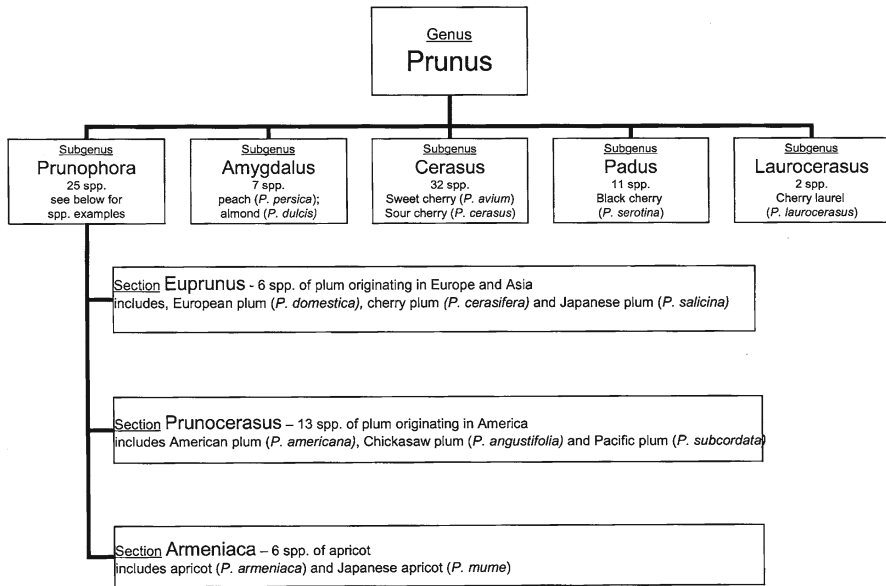 Genus
Prunus
Subgenus
Prunophora
25 spp.
see below for
spp. examples
Subgenus
Amygdalus
7 spp.
peach (P. persica);
almond (P. dulcis)
Subgenus
Cerasus
32 spp.
Sweet cherry (P. avium)
Sour cherry (P. cerasus)
Subgenus
Padus
11 spp.
Black cherry
(P. serotina)
Subgenus
Laurocerasus
2 spp.
Cherry laurel
(P. laurocerasus)
Section Euprunus - 6 spp. of plum originating in Europe and Asia
includes, European plum (P. domestica), cherry plum (P. cerasifera) and Japanese plum (P. salicina)
Section Prunocerasus – 13 spp. of plum originating in America
includes American plum (P. americana), Chickasaw plum (P. angustifolia) and Pacific plum (P. subcordata)
Section Armeniaca – 6 spp. of apricot
includes apricot (P. armeniaca) and Japanese apricot (P. mume)